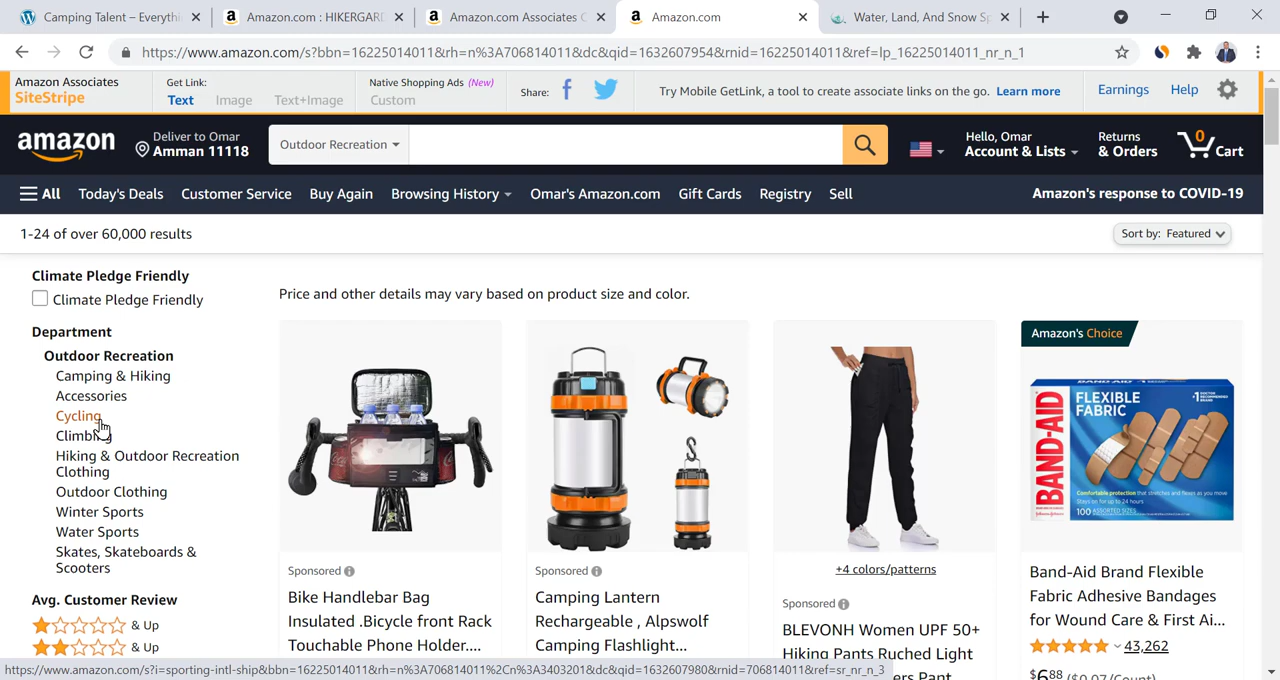 Camping Talent – Everythi
Amazon.com : HIKERGARD
Amazon.com Associates C
Amazon.com
Water, Land, And Snow Sp
https://www.amazon.com/s?bbn=16225014011&rh=n%3A706814011&dc&qid=1632607954&rnid=16225014011&ref=lp_16225014011_nr_n_1
Amazon Associates
SiteStripe
Get Link:
Text Image Text+Image
Native Shopping Ads (New)
Custom
Share:
Try Mobile GetLink, a tool to create associate links on the go. Learn more
Earnings
Help
amazon
Deliver to Omar
Amman 11118
Outdoor Recreation
Hello, Omar
Account & Lists
Returns
& Orders
0
Cart
All
Today's Deals
Customer Service
Buy Again
Browsing History
Omar's Amazon.com
Gift Cards
Registry
Sell
Amazon's response to COVID-19
1-24 of over 60,000 results
Sort by: Featured
Climate Pledge Friendly
Climate Pledge Friendly
Department
Outdoor Recreation
Camping & Hiking
Accessories
Cycling
Climbing
Hiking & Outdoor Recreation
Clothing
Outdoor Clothing
Winter Sports
Water Sports
Skates, Skateboards &
Scooters
Avg. Customer Review
& Up
& Up
Price and other details may vary based on product size and color.
Sponsored
Bike Handlebar Bag
Insulated .Bicycle front Rack
Touchable Phone Holder....
Sponsored
Camping Lantern
Rechargeable , Alpswolf
Camping Flashlight...
+4 colors/patterns
Sponsored
BLEVONH Women UPF 50+
Hiking Pants Ruched Light
Amazon's Choice
BAND-AID
FLEXIBLE
FABRIC
100
Band-Aid Brand Flexible
Fabric Adhesive Bandages
for Wound Care & First Ai...
43,262
$6.88 ($0.07/Count)
https://www.amazon.com/s?i=sporting-intl-ship&bbn=16225014011&rh=n%3A706814011%2Cn%3A3403201&dc&qid=1632607980&rnid=706814011&ref=sr_nr_n_3